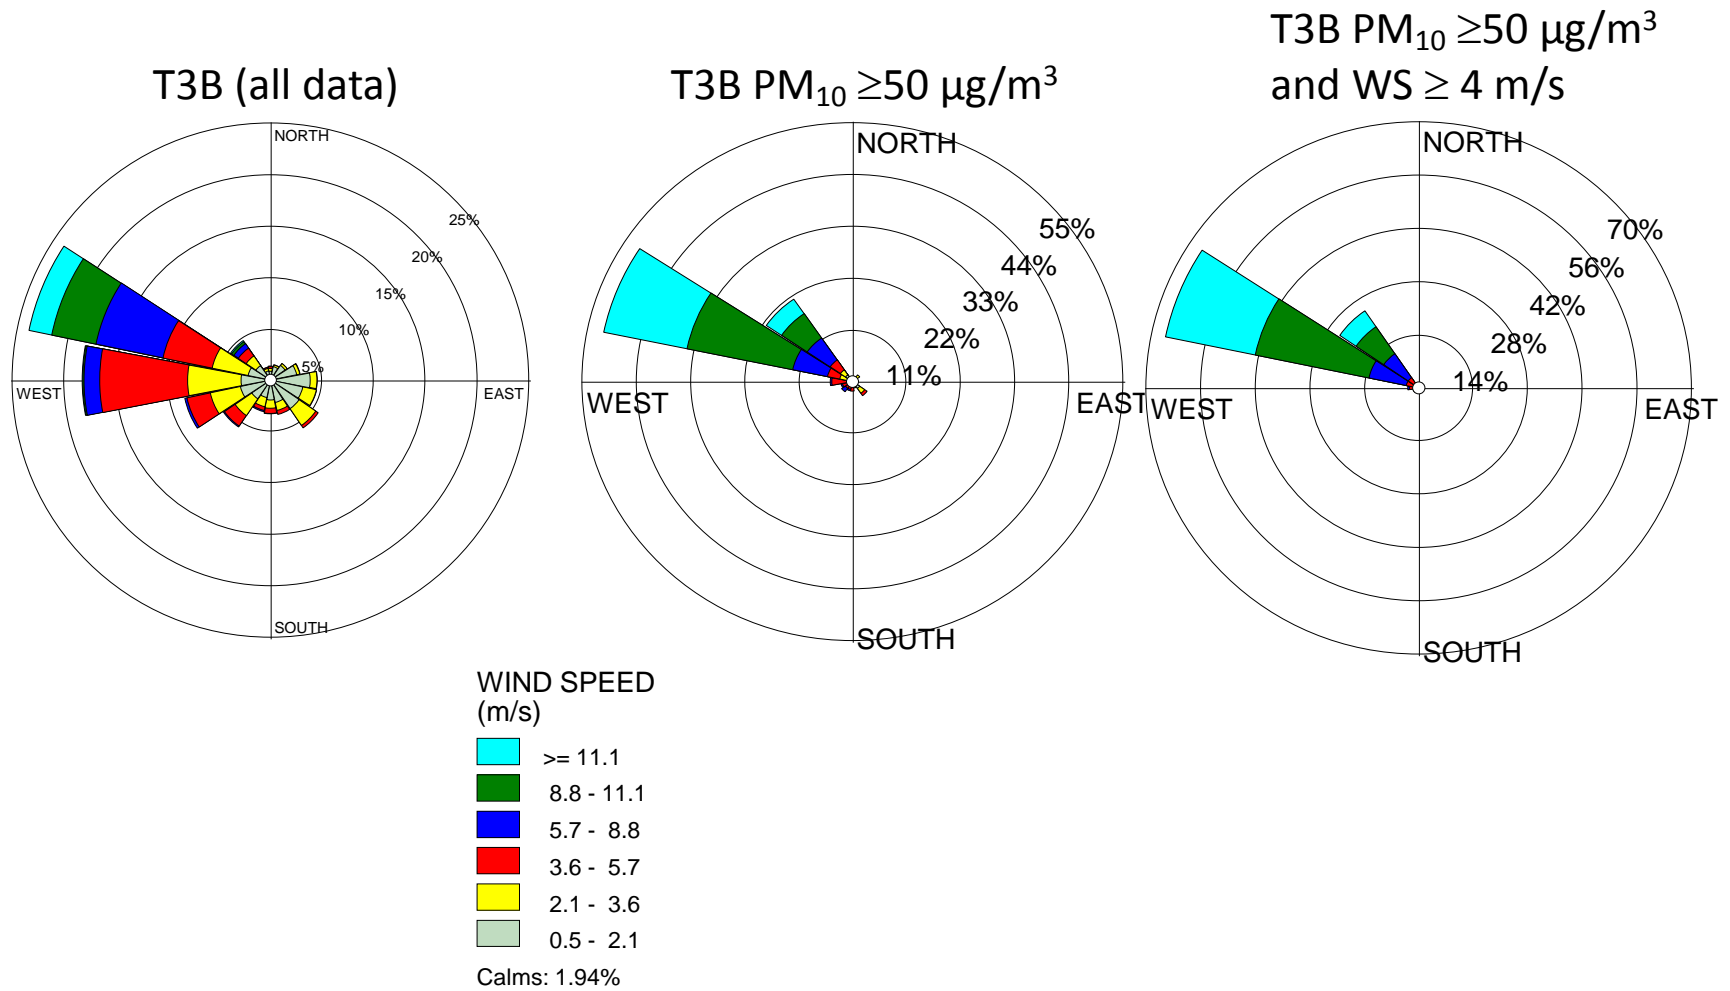 T3B (all data)
T3B PM₁₀ ≥50 µg/m³
T3B PM₁₀ ≥50 µg/m³
and WS ≥ 4 m/s
NORTH
25%
20%
15%
10%
5%
WEST
EAST
SOUTH
NORTH
55%
44%
33%
22%
11%
WEST
EAST
SOUTH
NORTH
70%
56%
42%
28%
14%
WEST
EAST
SOUTH
WIND SPEED
(m/s)
>= 11.1
8.8 - 11.1
5.7 - 8.8
3.6 - 5.7
2.1 - 3.6
0.5 - 2.1
Calms: 1.94%